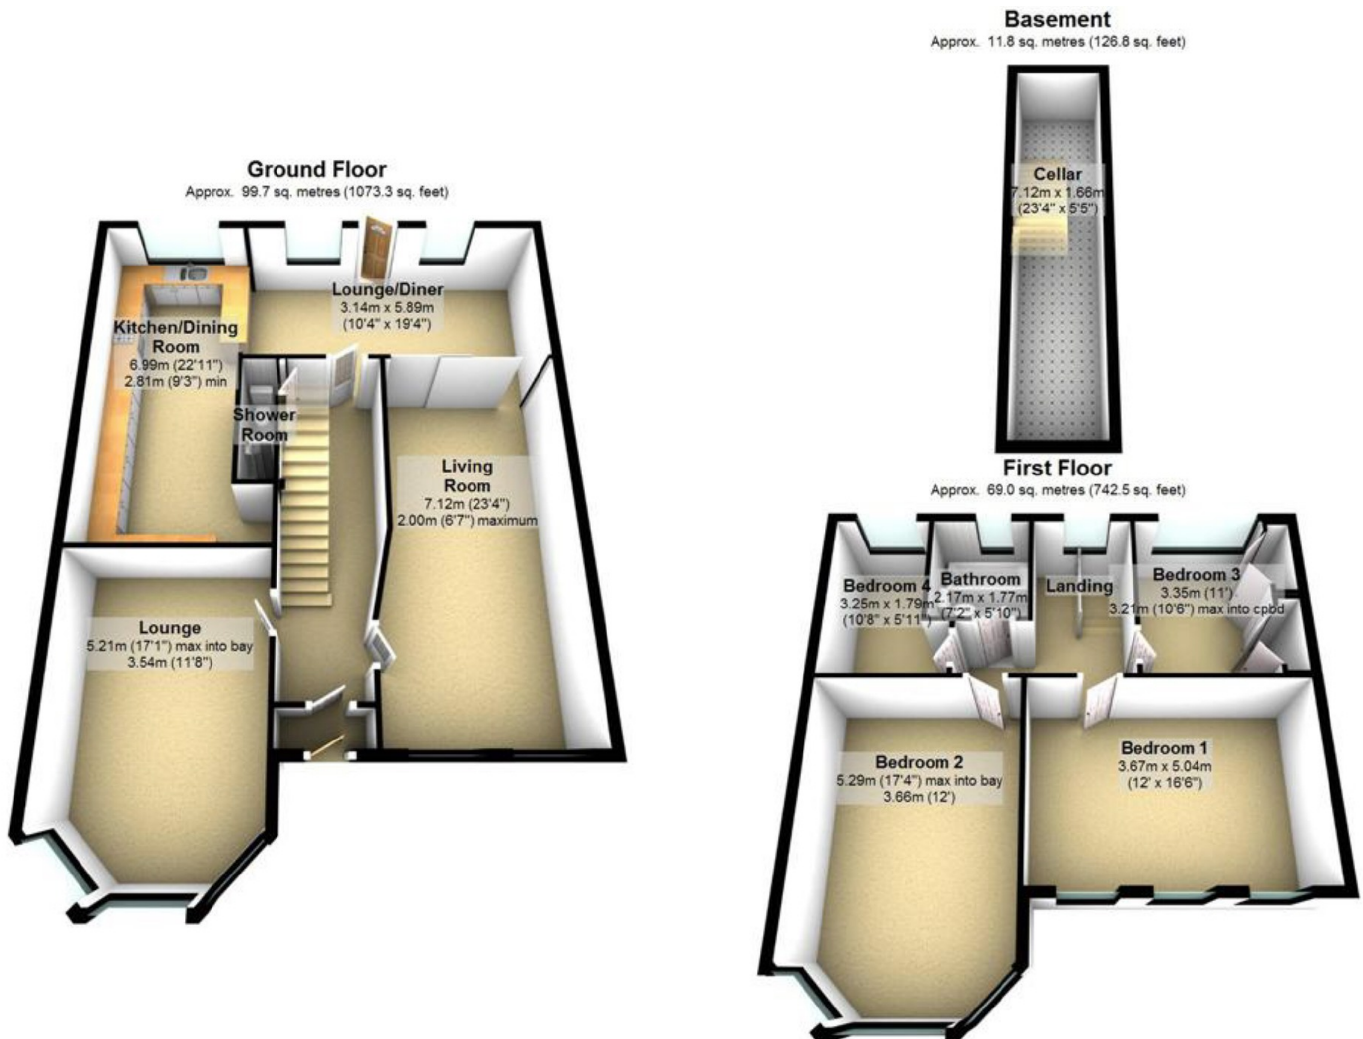 Basement
Approx. 11.8 sq. metres (126.8 sq. feet)
Cellar
7.12m x 1.66m
(23'4" x 5'5")
Ground Floor
Approx. 99.7 sq. metres (1073.3 sq. feet)
Lounge/Diner
3.14m x 5.89m
(10'4" x 19'4")
Kitchen/Dining
Room
6.99m (22'11")
2.81m (9'3") min
Shower
Room
Living
Room
7.12m (23'4")
2.00m (6'7") maximum
Lounge
5.21m (17'1") max into bay
3.54m (11'8")
First Floor
Approx. 69.0 sq. metres (742.5 sq. feet)
Bedroom 4
3.25m x 1.79m
(10'8" x 5'11")
Bathroom
2.17m x 1.77m
(7'2" x 5'10")
Landing
Bedroom 3
3.35m (11')
3.21m (10'6") max into cpbd
Bedroom 2
5.29m (17'4") max into bay
3.66m (12')
Bedroom 1
3.67m x 5.04m
(12' x 16'6")